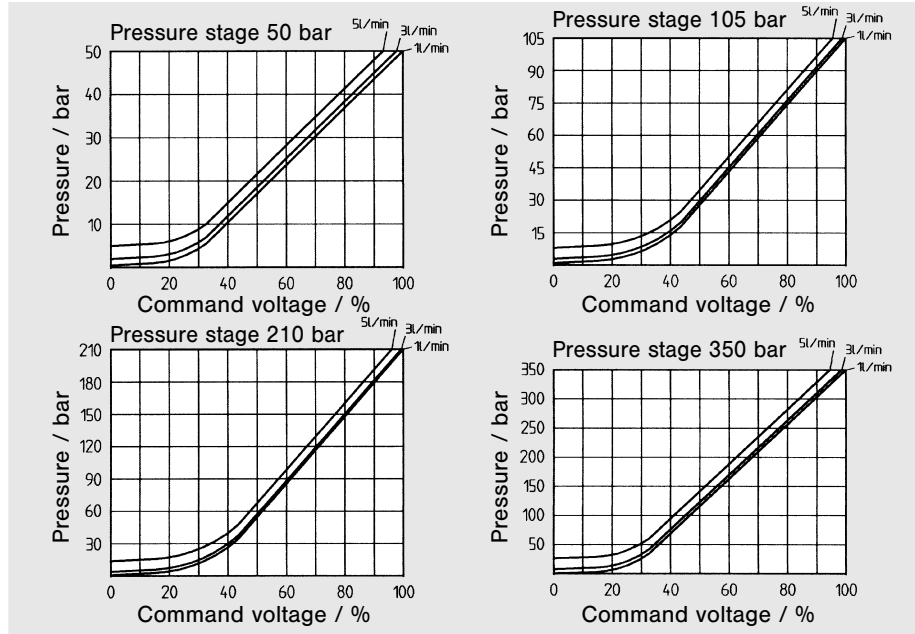 Pressure stage 50 bar
5l/min
3l/min
1l/min
50
40
30
20
10
Pressure / bar
0 20 40 60 80 100
Command voltage / %
Pressure stage 105 bar
5l/min
3l/min
1l/min
105
90
75
60
45
30
15
Pressure / bar
0 20 40 60 80 100
Command voltage / %
Pressure stage 210 bar
5l/min
3l/min
1l/min
210
180
150
120
90
60
30
Pressure / bar
0 20 40 60 80 100
Command voltage / %
Pressure stage 350 bar
5l/min
3l/min
1l/min
350
300
250
200
150
100
50
Pressure / bar
0 20 40 60 80 100
Command voltage / %